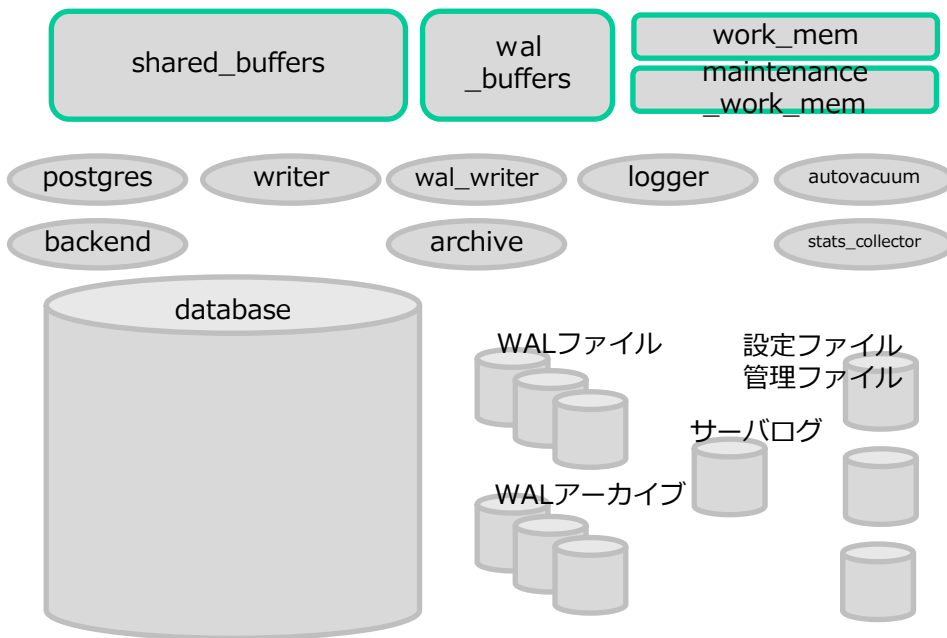 shared_buffers
wal
_buffers
work_mem
maintenance
_work_mem
postgres
writer
wal_writer
logger
autovacuum
backend
archive
stats_collector
database
WALファイル
設定ファイル
管理ファイル
サーバログ
WALアーカイブ